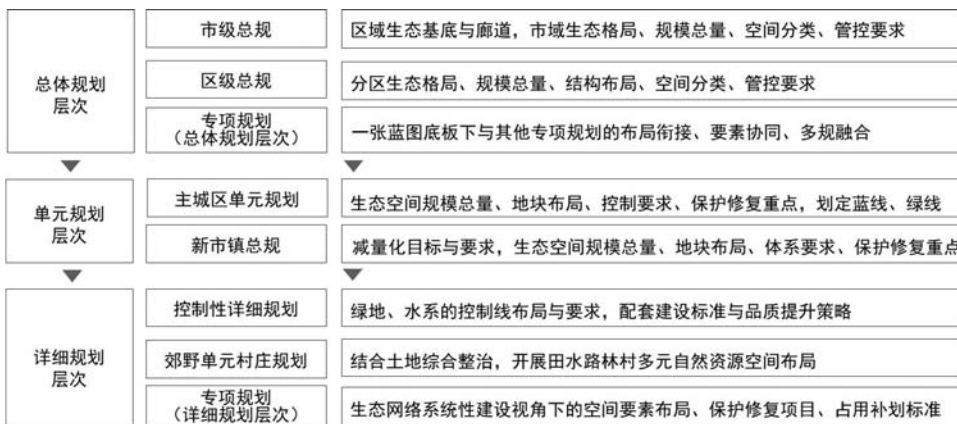 总体规划
层次
市级总规
区域生态基底与廊道，市域生态格局、规模总量、空间分类、管控要求
区级总规
分区生态格局、规模总量、结构布局、空间分类、管控要求
专项规划
（总体规划层次）
一张蓝图底板下与其他专项规划的布局衔接、要素协同、多规融合
单元规划
层次
主城区单元规划
生态空间规模总量、地块布局、控制要求、保护修复重点，划定蓝线、绿线
新市镇总规
减量化目标与要求，生态空间规模总量、地块布局、体系要求、保护修复重点
详细规划
层次
控制性详细规划
绿地、水系的控制线布局与要求，配套建设标准与品质提升策略
郊野单元村庄规划
结合土地综合整治，开展田水路林村多元自然资源空间布局
专项规划
（详细规划层次）
生态网络系统性建设视角下的空间要素布局、保护修复项目、占用补划标准